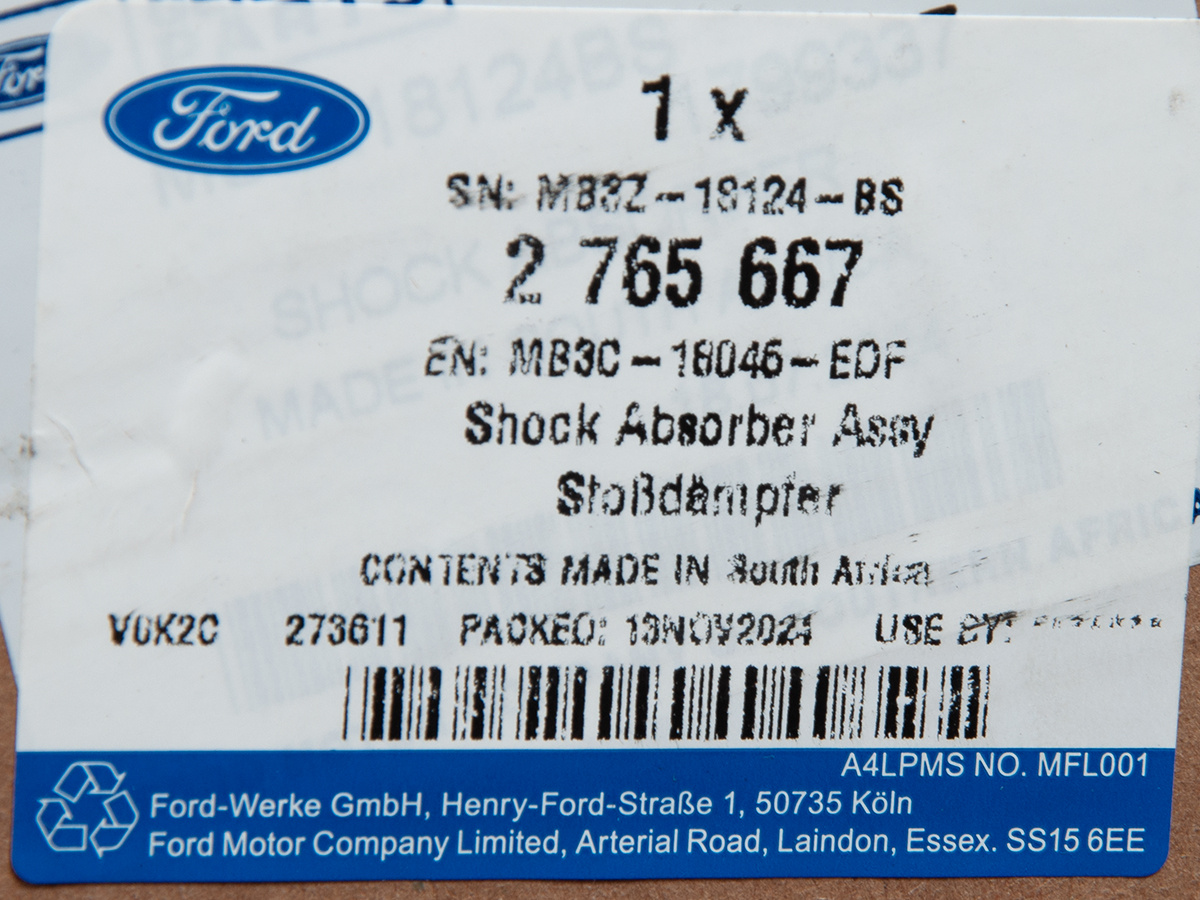 Ford
1 x
SN: MB3Z-18124-BS
2 765 667
EN: MB3C-18046-EDF
Shock Absorber Assy
Stoßdämpfer
CONTENTS MADE IN South Africa
V0K2C 273611 PACKED: 13NOV2021 USE BY:
A4LPMS NO. MFL001
Ford-Werke GmbH, Henry-Ford-Straße 1, 50735 Köln
Ford Motor Company Limited, Arterial Road, Laindon, Essex. SS15 6EE